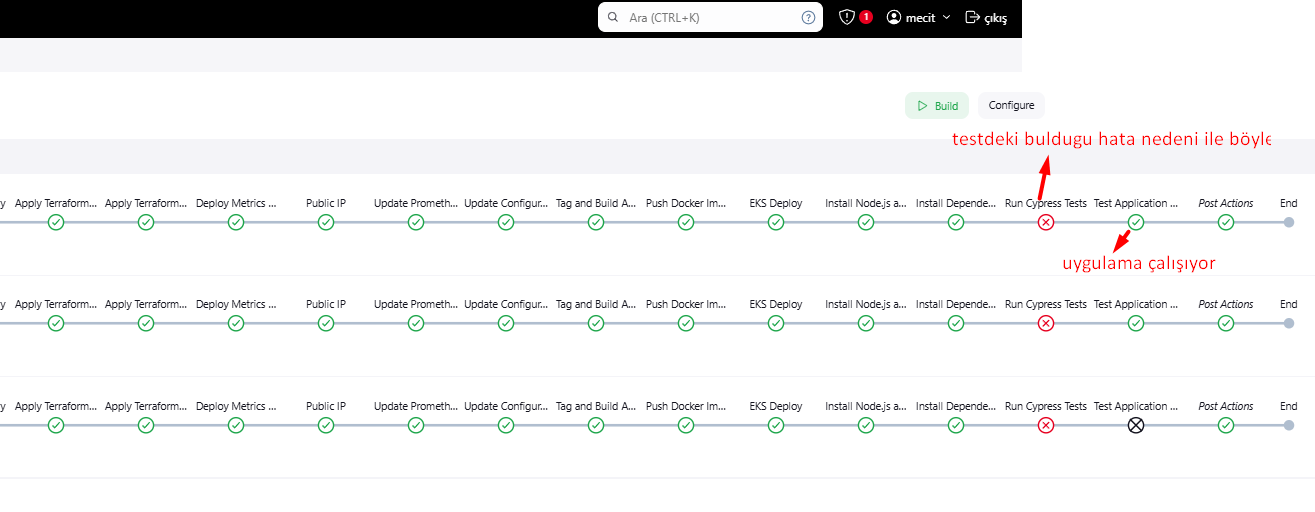 Ara (CTRL+K) ? 1 mecit çıkış
Build Configure
testdeki buldugu hata nedeni ile böyle
y Apply Terraform... Apply Terraform... Deploy Metrics ... Public IP Update Prometh... Update Configur... Tag and Build A... Push Docker Im... EKS Deploy Install Node.js a... Install Depende... Run Cypress Tests Test Application ... Post Actions End
uygulama çalışıyor
y Apply Terraform... Apply Terraform... Deploy Metrics ... Public IP Update Prometh... Update Configur... Tag and Build A... Push Docker Im... EKS Deploy Install Node.js a... Install Depende... Run Cypress Tests Test Application ... Post Actions End
y Apply Terraform... Apply Terraform... Deploy Metrics ... Public IP Update Prometh... Update Configur... Tag and Build A... Push Docker Im... EKS Deploy Install Node.js a... Install Depende... Run Cypress Tests Test Application ... Post Actions End